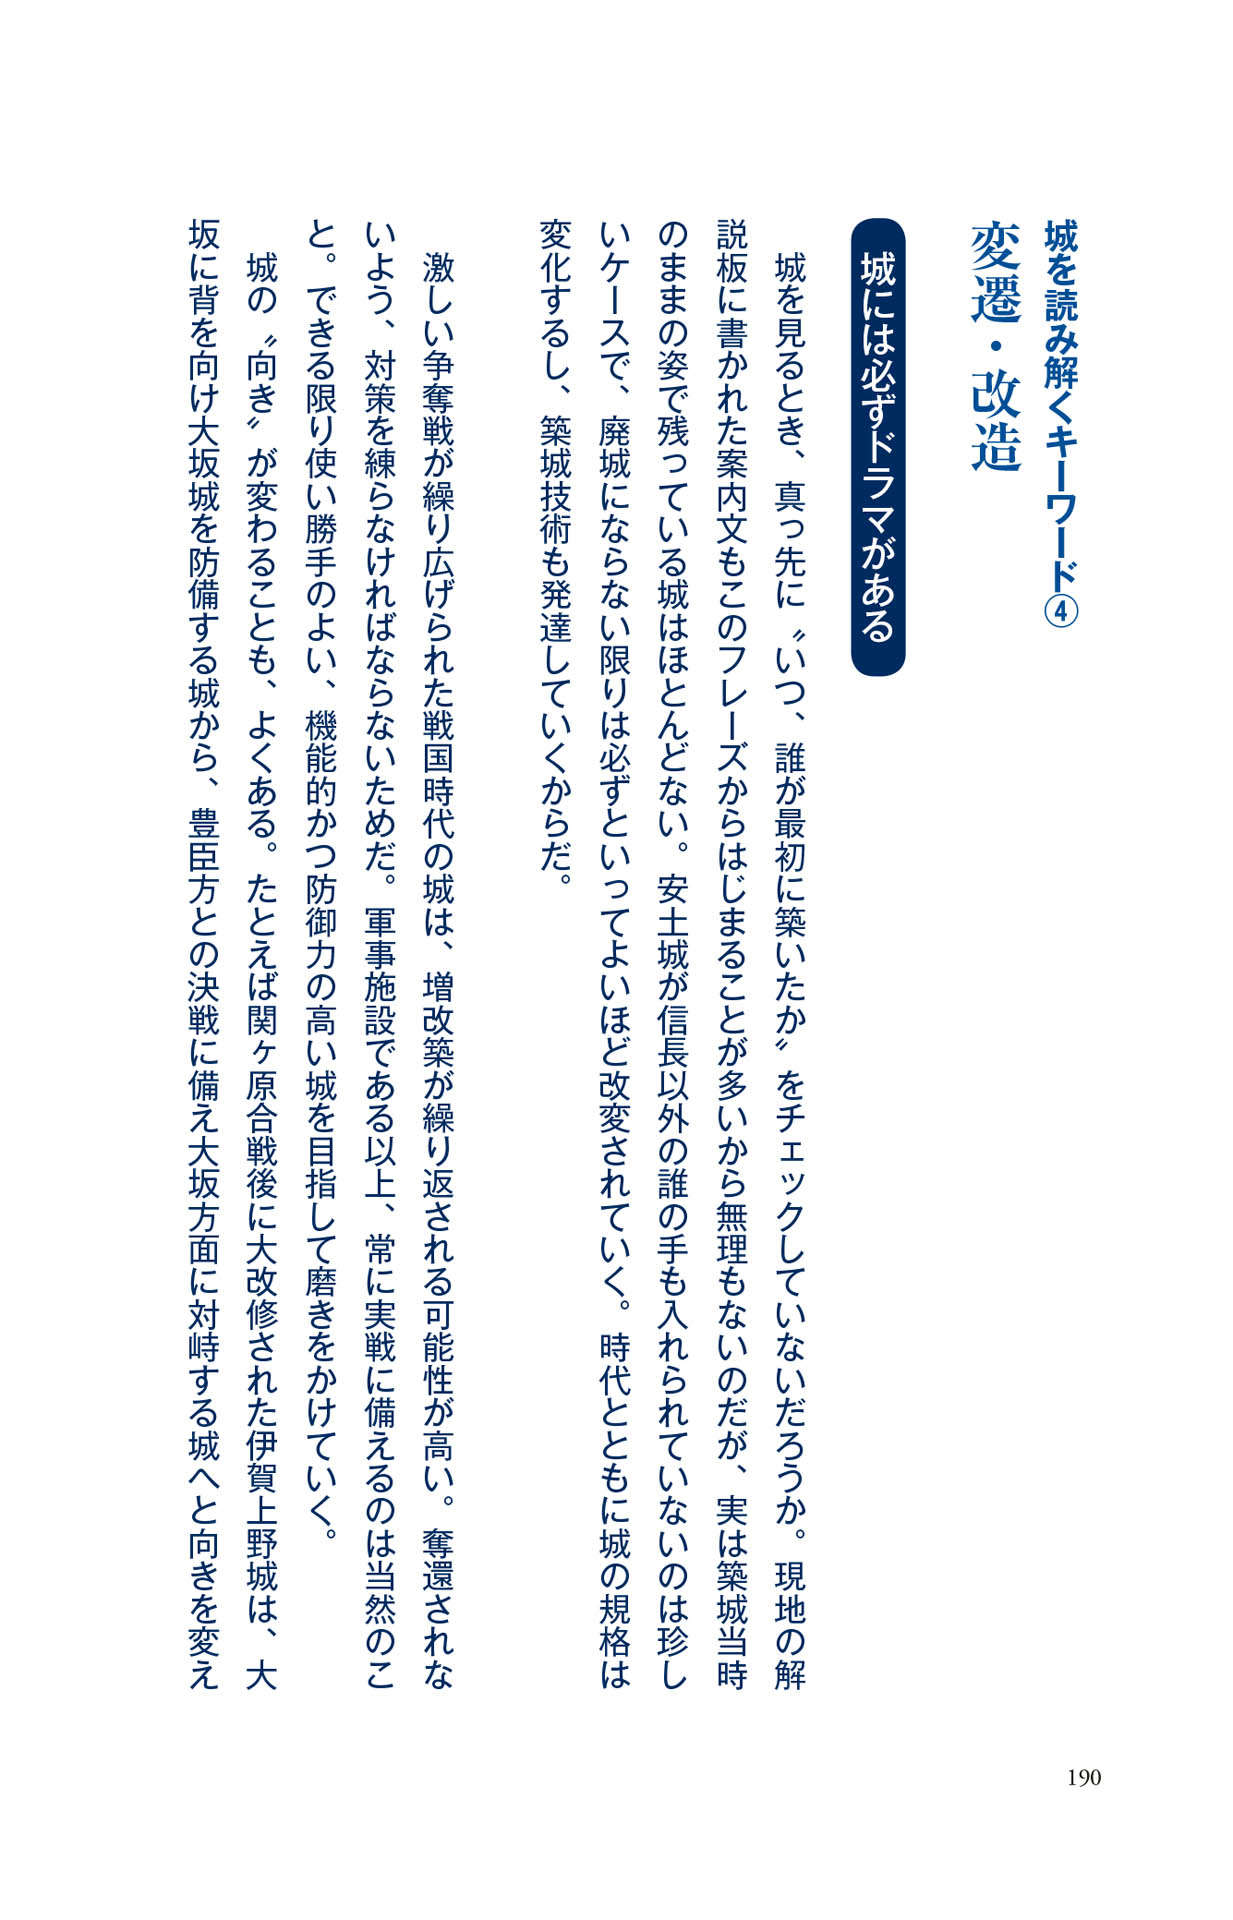 城を読み解くキーワード④
変遷・改造
城には必ずドラマがある
城を見るとき、真っ先に〝いつ、誰が最初に築いたか〟をチェックしていないだろうか。現地の解
説板に書かれた案内文もこのフレーズからはじまることが多いから無理もないのだが、実は築城当時
のままの姿で残っている城はほとんどない。安土城が信長以外の誰の手も入れられていないのは珍し
いケースで、廃城にならない限りは必ずといってよいほど改変されていく。時代とともに城の規格は
変化するし、築城技術も発達していくからだ。
激しい争奪戦が繰り広げられた戦国時代の城は、増改築が繰り返される可能性が高い。奪還されな
いよう、対策を練らなければならないためだ。軍事施設である以上、常に実戦に備えるのは当然のこ
と。できる限り使い勝手のよい、機能的かつ防御力の高い城を目指して磨きをかけていく。
城の〝向き〟が変わることも、よくある。たとえば関ヶ原合戦後に大改修された伊賀上野城は、大
坂に背を向け大坂城を防備する城から、豊臣方との決戦に備え大坂方面に対峙する城へと向きを変え
190